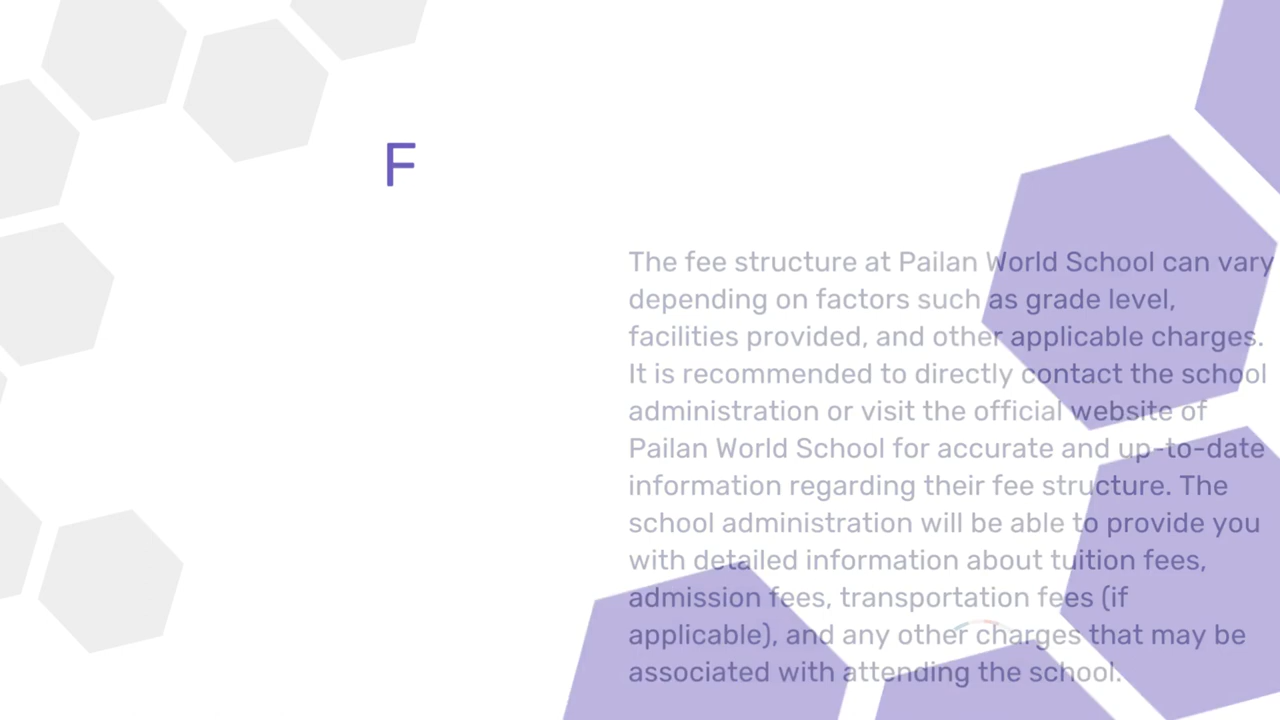 F
The fee structure at Pailan World School can vary
depending on factors such as grade level,
facilities provided, and other applicable charges.
It is recommended to directly contact the school
administration or visit the official website of
Pailan World School for accurate and up-to-date
information regarding their fee structure. The
school administration will be able to provide you
with detailed information about tuition fees,
admission fees, transportation fees (if
applicable), and any other charges that may be
associated with attending the school.